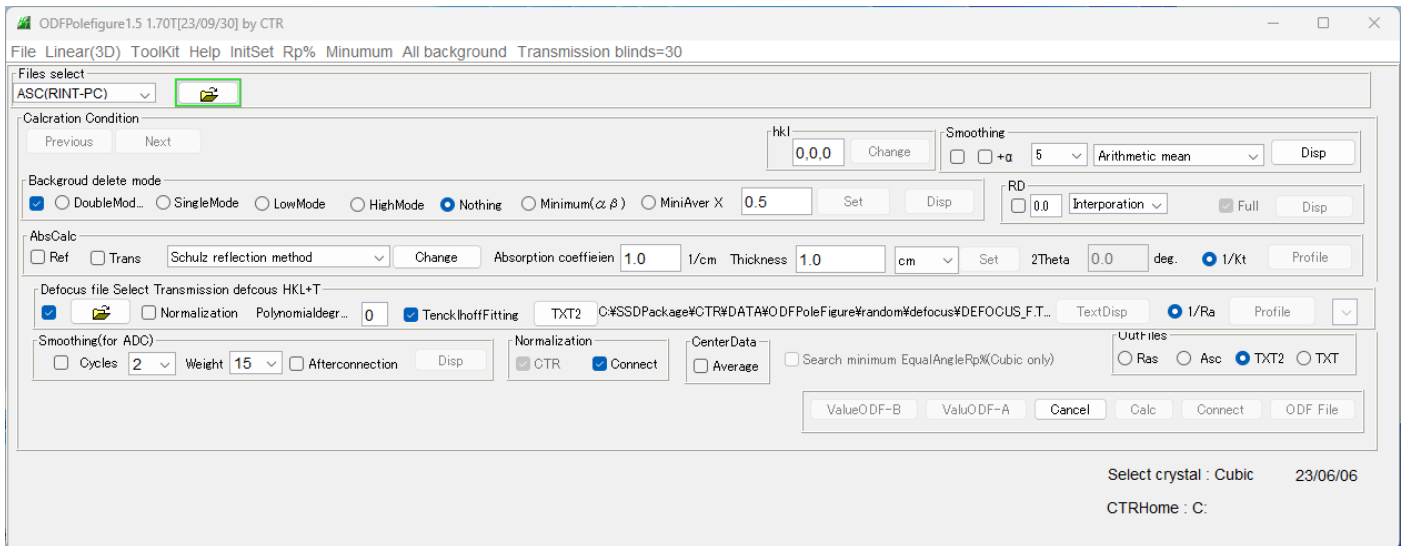 ODFPolefigure1.5 1.70T[23/09/30] by CTR
File Linear(3D) ToolKit Help InitSet Rp% Minumum All background Transmission blinds=30
Files select
ASC(RINT-PC)
Calcration Condition
Previous Next
hkl
0,0,0 Change
Smoothing
+α 5 Arithmetic mean Disp
Backgroud delete mode
DoubleMod... SingleMode LowMode HighMode Nothing Minimum(αβ) MiniAver X 0.5 Set Disp
RD
0.0 Interporation Full Disp
AbsCalc
Ref Trans Schulz reflection method Change Absorption coeffieien 1.0 1/cm Thickness 1.0 cm Set 2Theta 0.0 deg. 1/Kt Profile
Defocus file Select Transmission defcous HKL+T
Normalization Polynomialdegr... 0 TencklhoffFitting TXT2 C:¥SSDPackage¥CTR¥DATA¥ODFPoleFigure¥random¥defocus¥DEFOCUS_F.T... TextDisp 1/Ra Profile
Smoothing(for ADC)
Cycles 2 Weight 15 Afterconnection Disp
Normalization
CTR Connect
CenterData
Average
Search minimum EqualAngleRp%(Cubic only)
OutFiles
Ras Asc TXT2 TXT
ValueODF-B ValuODF-A Cancel Calc Connect ODF File
Select crystal : Cubic 23/06/06
CTRHome : C: